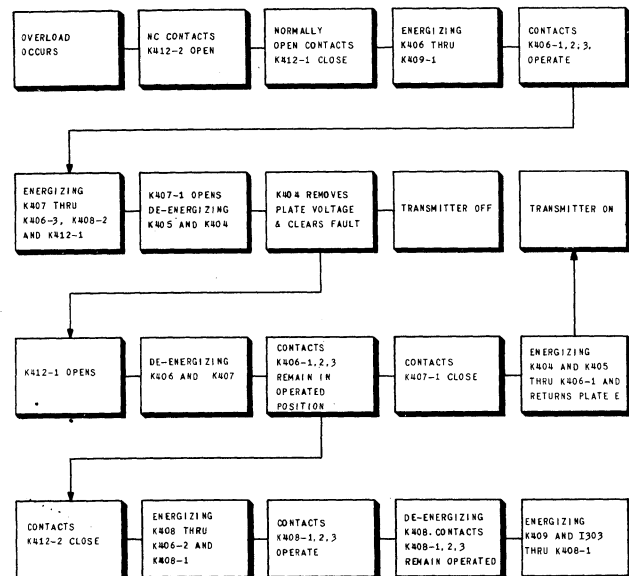 OVERLOAD
OCCURS
NC CONTACTS
K412-2 OPEN
NORMALLY
OPEN CONTACTS
K412-1 CLOSE
ENERGIZING
K406 THRU
K409-1
CONTACTS
K406-1,2,3,
OPERATE
ENERGIZING
K407 THRU
K406-3, K408-2
AND K412-1
K407-1 OPENS
DE-ENERGIZING
K405 AND K404
K404 REMOVES
PLATE VOLTAGE
& CLEARS FAULT
TRANSMITTER OFF
TRANSMITTER ON
K412-1 OPENS
DE-ENERGIZING
K406 AND K407
CONTACTS
K406-1,2,3
REMAIN IN
OPERATED
POSITION
CONTACTS
K407-1 CLOSE
ENERGIZING
K404 AND K405
THRU K406-1 AND
RETURNS PLATE E
CONTACTS
K412-2 CLOSE
ENERGIZING
K408 THRU
K406-2 AND
K408-1
CONTACTS
K408-1,2,3
OPERATE
DE-ENERGIZING
K408.CONTACTS
K408-1,2,3
REMAIN OPERATED
ENERGIZING
K409 AND I303
THRU K408-1